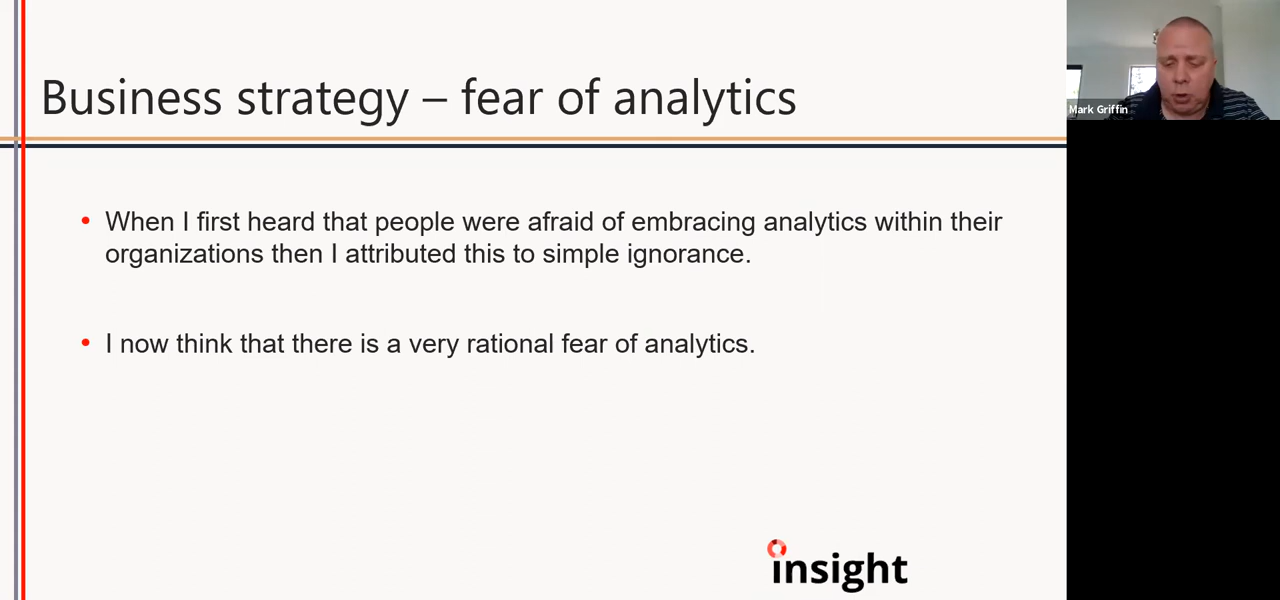 Business strategy – fear of analytics
Mark Griffin
• When I first heard that people were afraid of embracing analytics within their
organizations then I attributed this to simple ignorance.
• I now think that there is a very rational fear of analytics.
insight